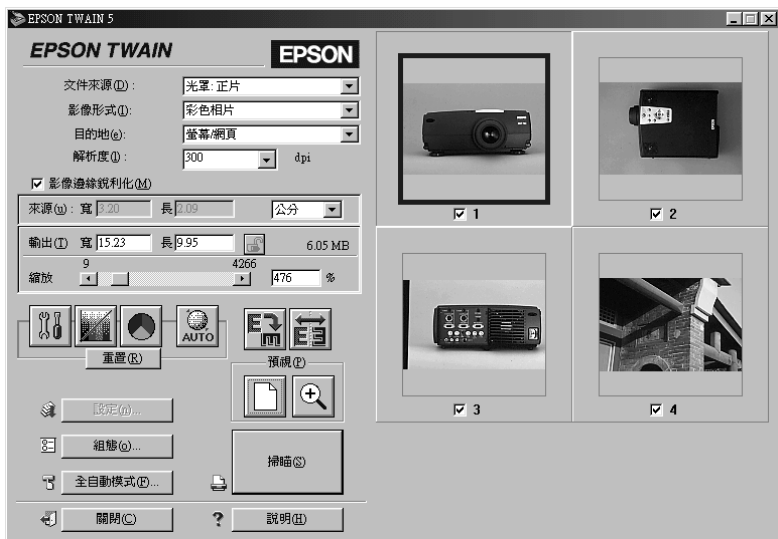 EPSON TWAIN 5
EPSON TWAIN
EPSON
文件來源(D) :
光罩: 正片
影像形式(I):
彩色相片
目的地(e):
螢幕/網頁
解析度(I) :
300
dpi
影像邊緣銳利化(M)
來源(u) : 寬 3.20 長 2.09 公分
輸出(T) 寬 15.23 長 9.95 6.05 MB
9 4266
縮放 476 %
AUTO
重置(R)
預視(P)
設定(n)...
組態(o)...
全自動模式(F)...
掃瞄(S)
關閉(C)
說明(H)
1
2
3
4